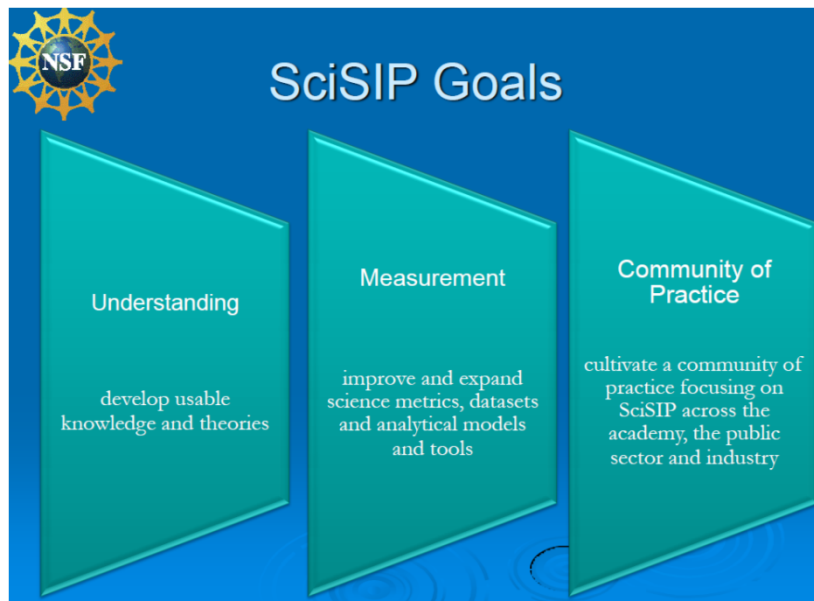 NSF
SciSIP Goals
Understanding
develop usable
knowledge and theories
Measurement
improve and expand
science metrics, datasets
and analytical models
and tools
Community of
Practice
cultivate a community of
practice focusing on
SciSIP across the
academy, the public
sector and industry